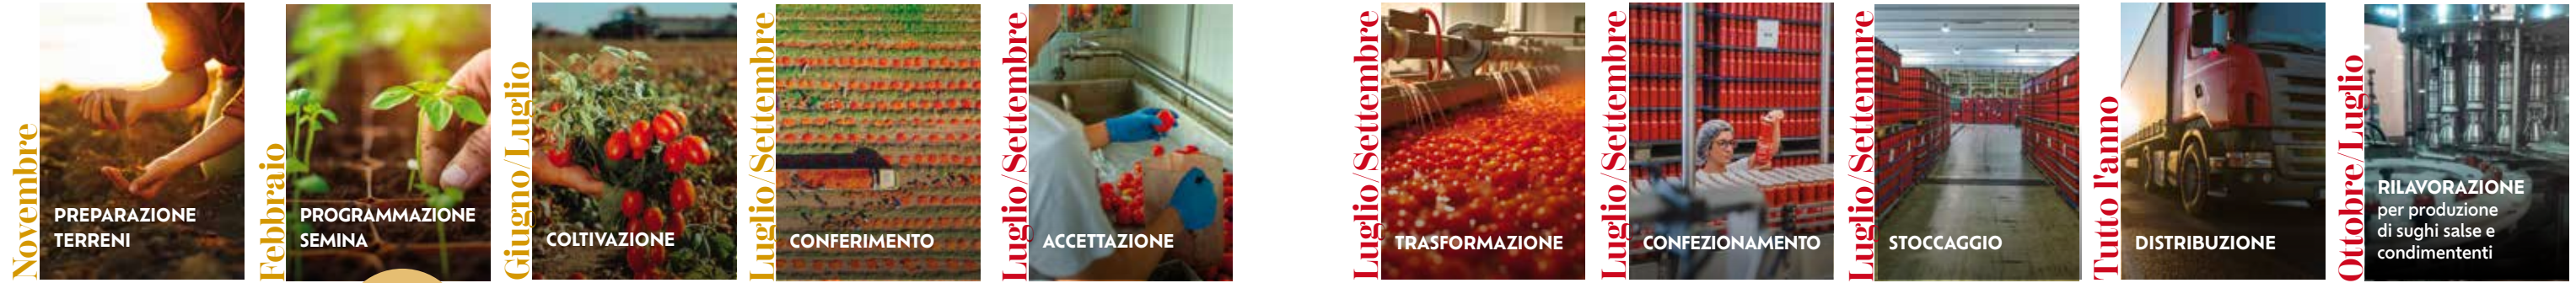 Novembre
PREPARAZIONE
TERRENI
Febbraio
PROGRAMMAZIONE
SEMINA
Giugno/Luglio
COLTIVAZIONE
Luglio/Settembre
CONFERIMENTO
Luglio/Settembre
ACCETTAZIONE
Luglio/Settembre
TRASFORMAZIONE
Luglio/Settembre
CONFEZIONAMENTO
Luglio/Settemnre
STOCCAGGIO
Tutto l'anno
DISTRIBUZIONE
Ottobre/Luglio
RILAVORAZIONE
per produzione
di sughi salse e
condimententi